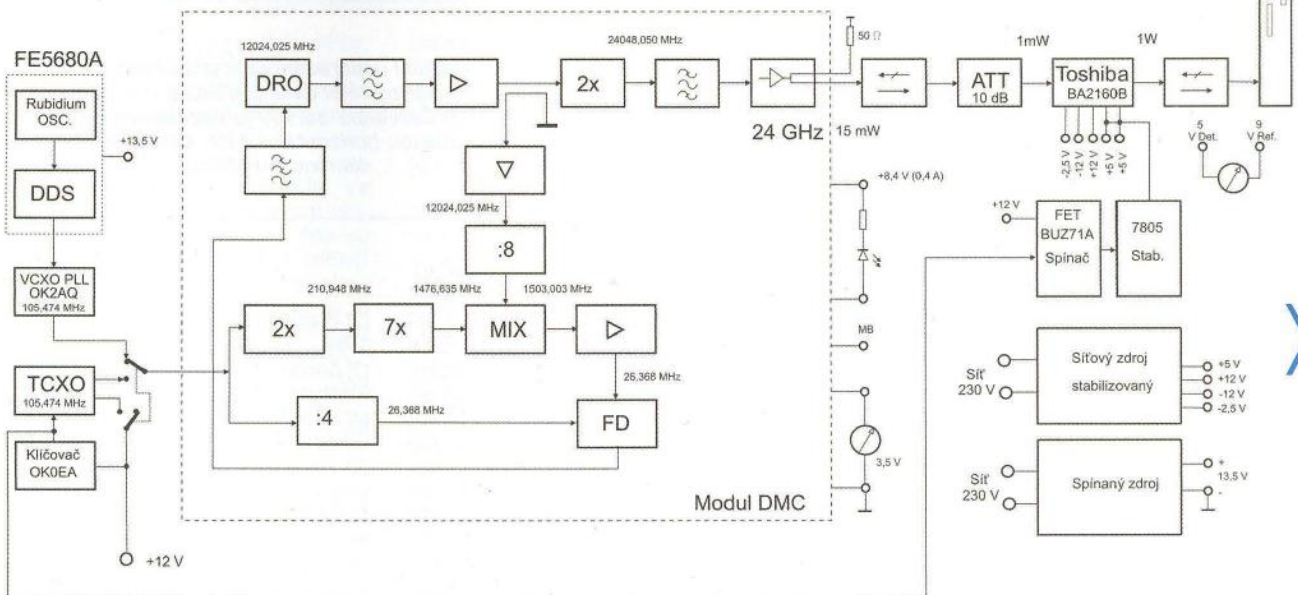 FE5680A
Rubidium
OSC.
+13,5 V
DDS
VCXO PLL
OK2AQ
105,474 MHz
TCXO
105,474 MHz
Klíčovač
OK0EA
+12 V
12024,025 MHz
DRO
24048,050 MHz
2x
24 GHz
50 Ω
15 mW
12024,025 MHz
:8
210,948 MHz
1476,635 MHz
1503,003 MHz
2x
7x
MIX
26,368 MHz
:4
26,368 MHz
FD
Modul DMC
ATT
10 dB
1mW
Toshiba
BA2160B
1W
-2,5 V
-12 V
+12 V
+5 V
+5 V
5
V Det.
9
V Ref.
+8,4 V (0,4 A)
MB
3,5 V
+12 V
FET
BUZ71A
Spínač
7805
Stab.
Síť
230 V
Síťový zdroj
stabilizovaný
+5 V
+12 V
-12 V
-2,5 V
Síť
230 V
Spínaný zdroj
+
13,5 V
-